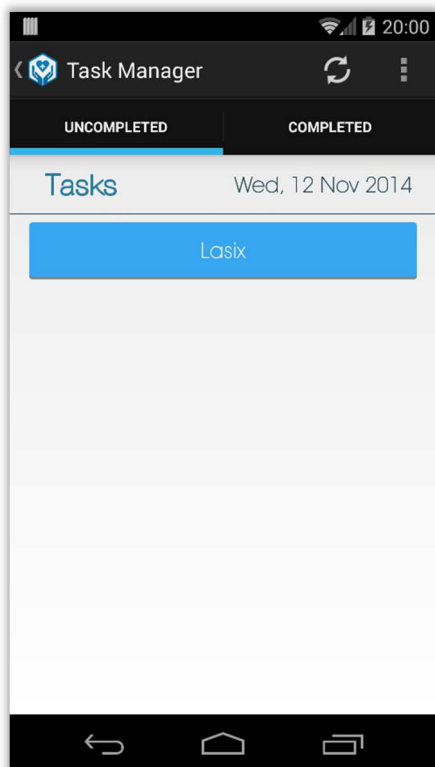 20:00
Task Manager
UNCOMPLETED COMPLETED
Tasks Wed, 12 Nov 2014
Lasix